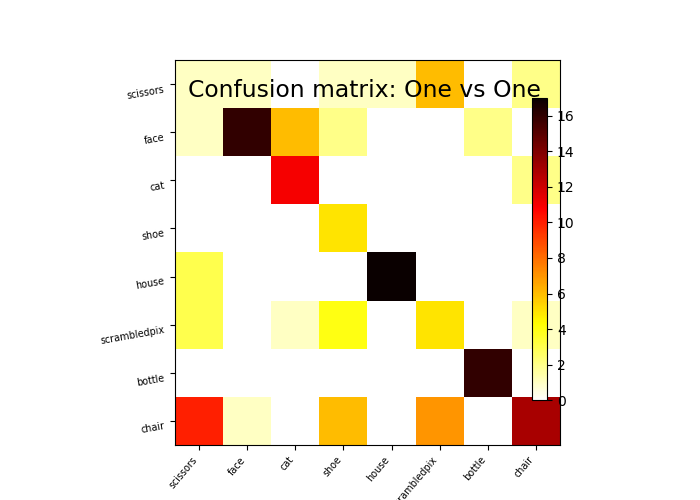 Confusion matrix: One vs One
scissors
face
cat
shoe
house
scrambledpix
bottle
chair
16
14
12
10
8
6
4
2
0
scissors
face
cat
shoe
house
rambledpix
bottle
chair